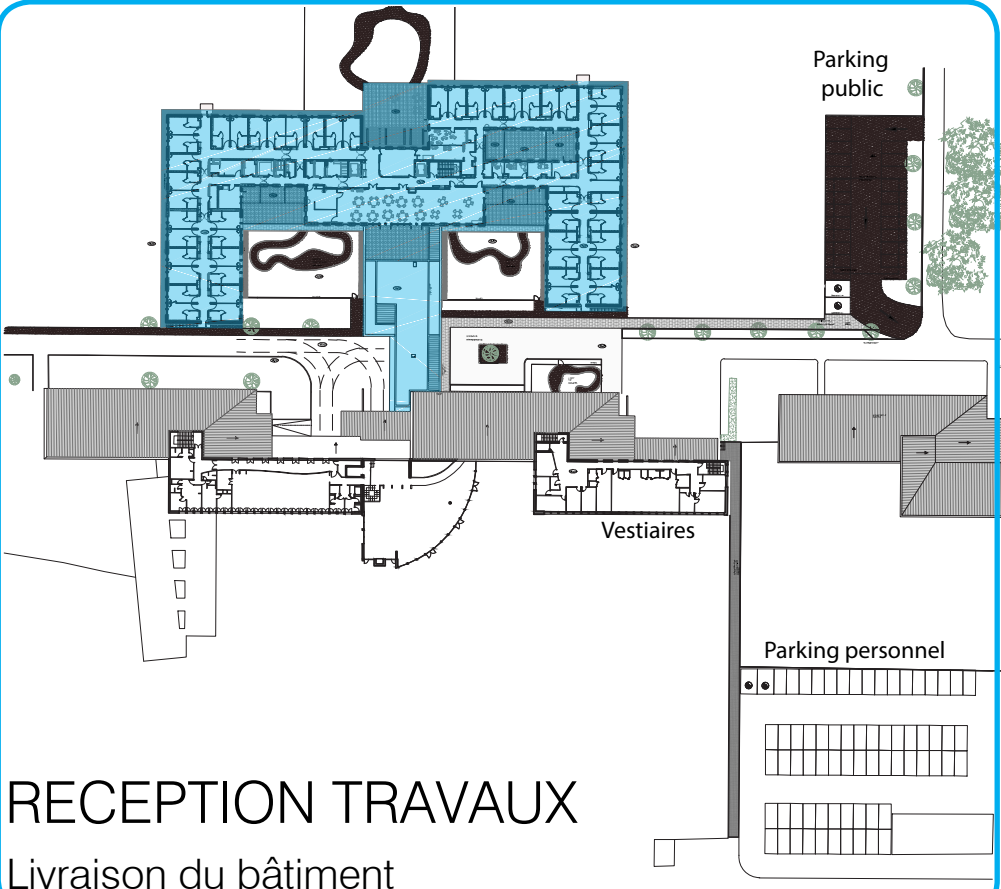 Parking
public
Vestiaires
Parking personnel
RECEPTION TRAVAUX
Livraison du bâtiment